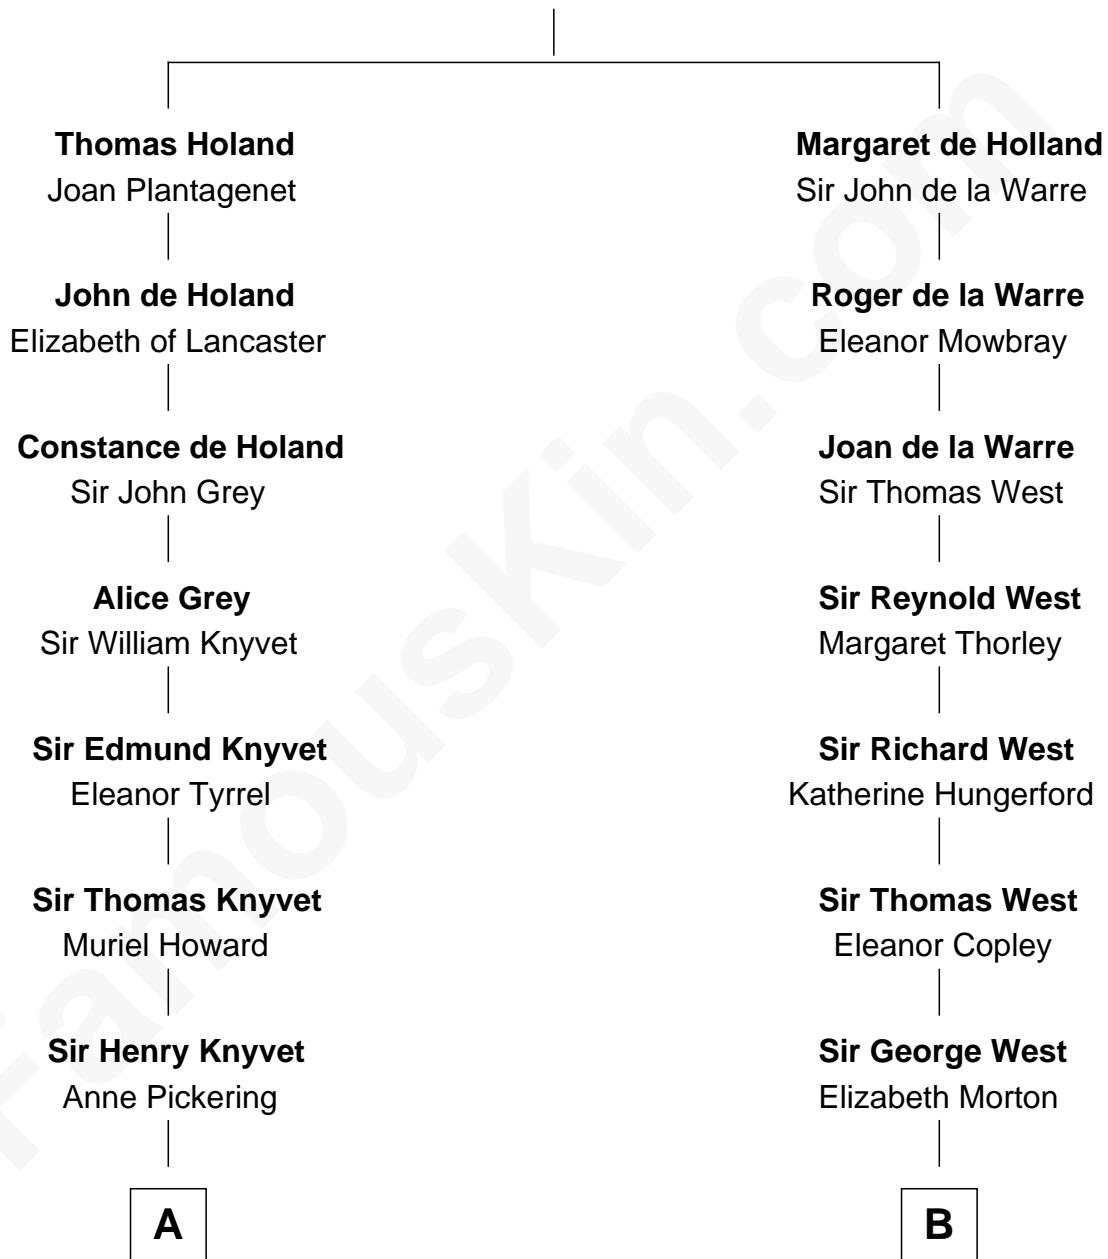 Thomas Holand
Joan Plantagenet
Margaret de Holland
Sir John de la Warre
John de Holand
Elizabeth of Lancaster
Roger de la Warre
Eleanor Mowbray
Constance de Holand
Sir John Grey
Joan de la Warre
Sir Thomas West
Alice Grey
Sir William Knyvet
Sir Reynold West
Margaret Thorley
Sir Edmund Knyvet
Eleanor Tyrrel
Sir Richard West
Katherine Hungerford
Sir Thomas Knyvet
Muriel Howard
Sir Thomas West
Eleanor Copley
Sir Henry Knyvet
Anne Pickering
Sir George West
Elizabeth Morton
A
B
FamousKin.com